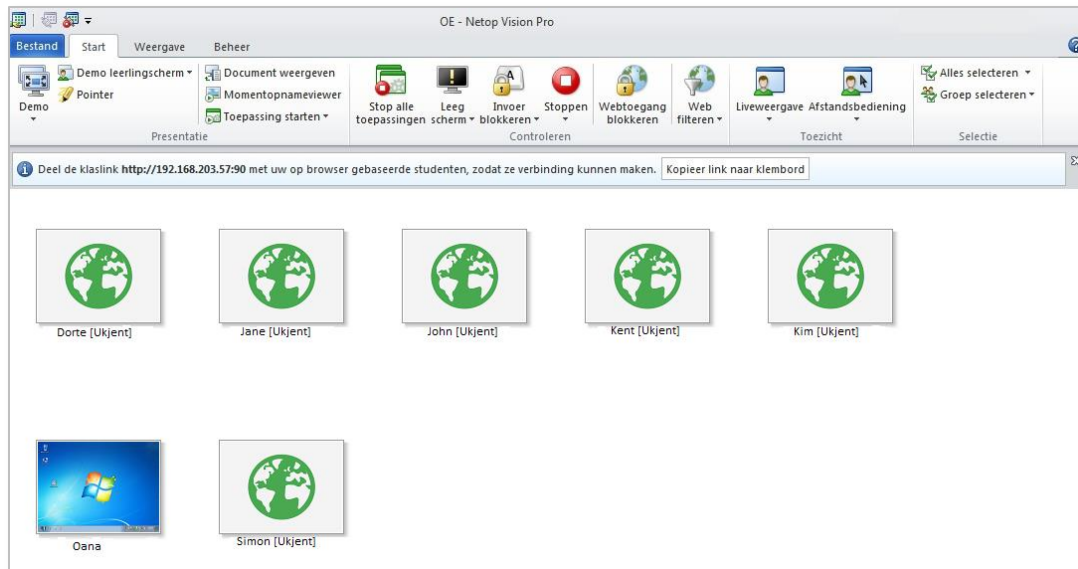 OE - Netop Vision Pro
Bestand Start Weergave Beheer
Demo
Demo leerlingscherm
Pointer
Document weergeven
Momentopnameviewer
Toepassing starten
Presentatie
Stop alle
toepassingen
Leeg
scherm
Invoer
blokkeren
Stoppen
Webtoegang
blokkeren
Web
filteren
Controleren
Liveweergave
Afstandsbediening
Toezicht
Alles selecteren
Groep selecteren
Selectie
Deel de klaslink http://192.168.203.57:90 met uw op browser gebaseerde studenten, zodat ze verbinding kunnen maken. Kopieer link naar klembord
Dorte [Ukjent] Jane [Ukjent] John [Ukjent] Kent [Ukjent] Kim [Ukjent]
Oana Simon [Ukjent]